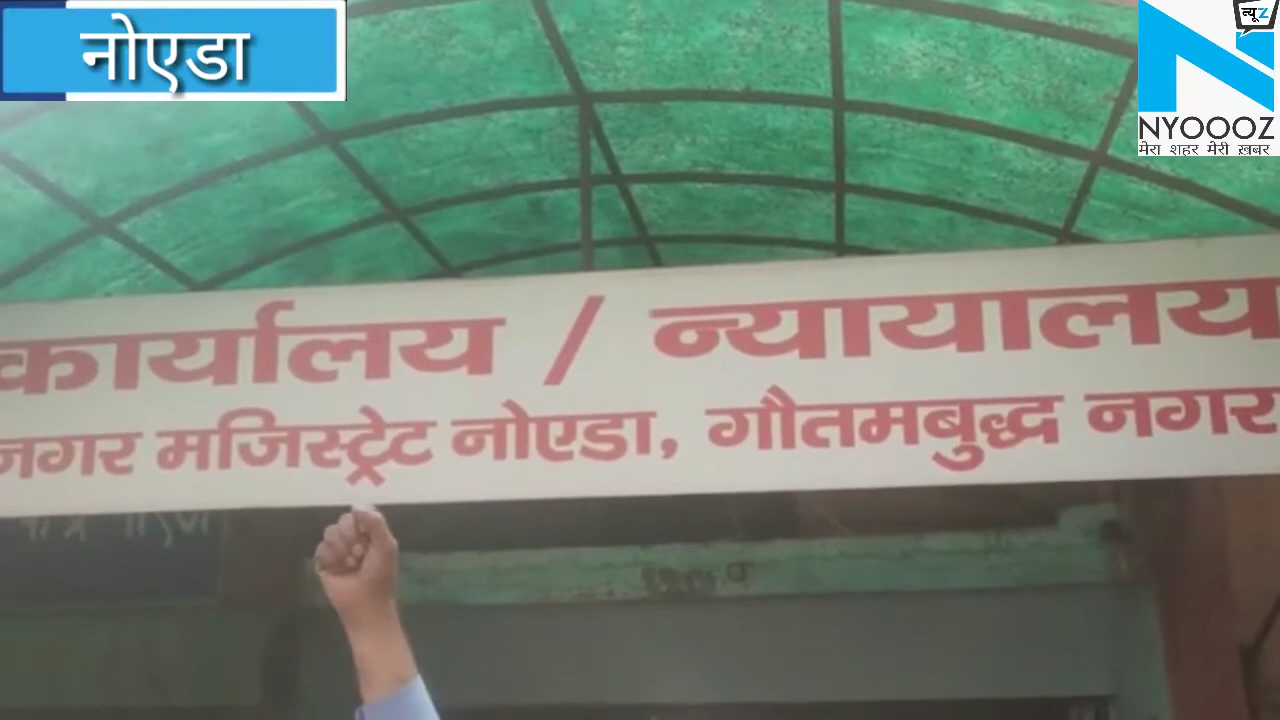 नोएडा
न्यूz
NYOOOZ
मेरा शहर मेरी ख़बर
कार्यालय / न्यायालय
नगर मजिस्ट्रेट नोएडा, गौतमबुद्ध नगर